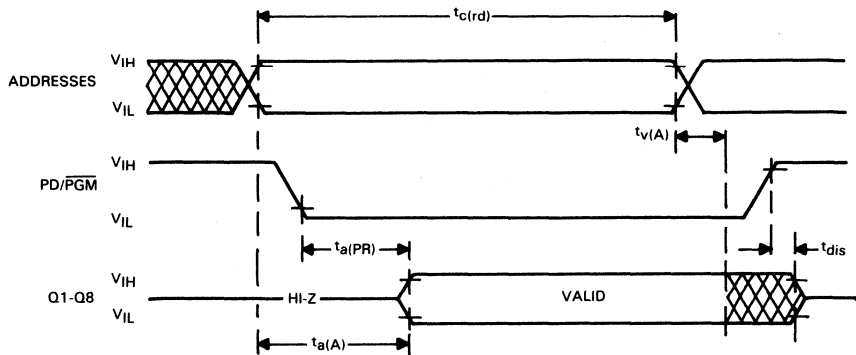 tc(rd)
VIH
ADDRESSES
VIL
tv(A)
VIH
PD/PGM
VIL
ta(PR)
tdis
VIH
Q1-Q8
HI-Z
VALID
VIL
ta(A)